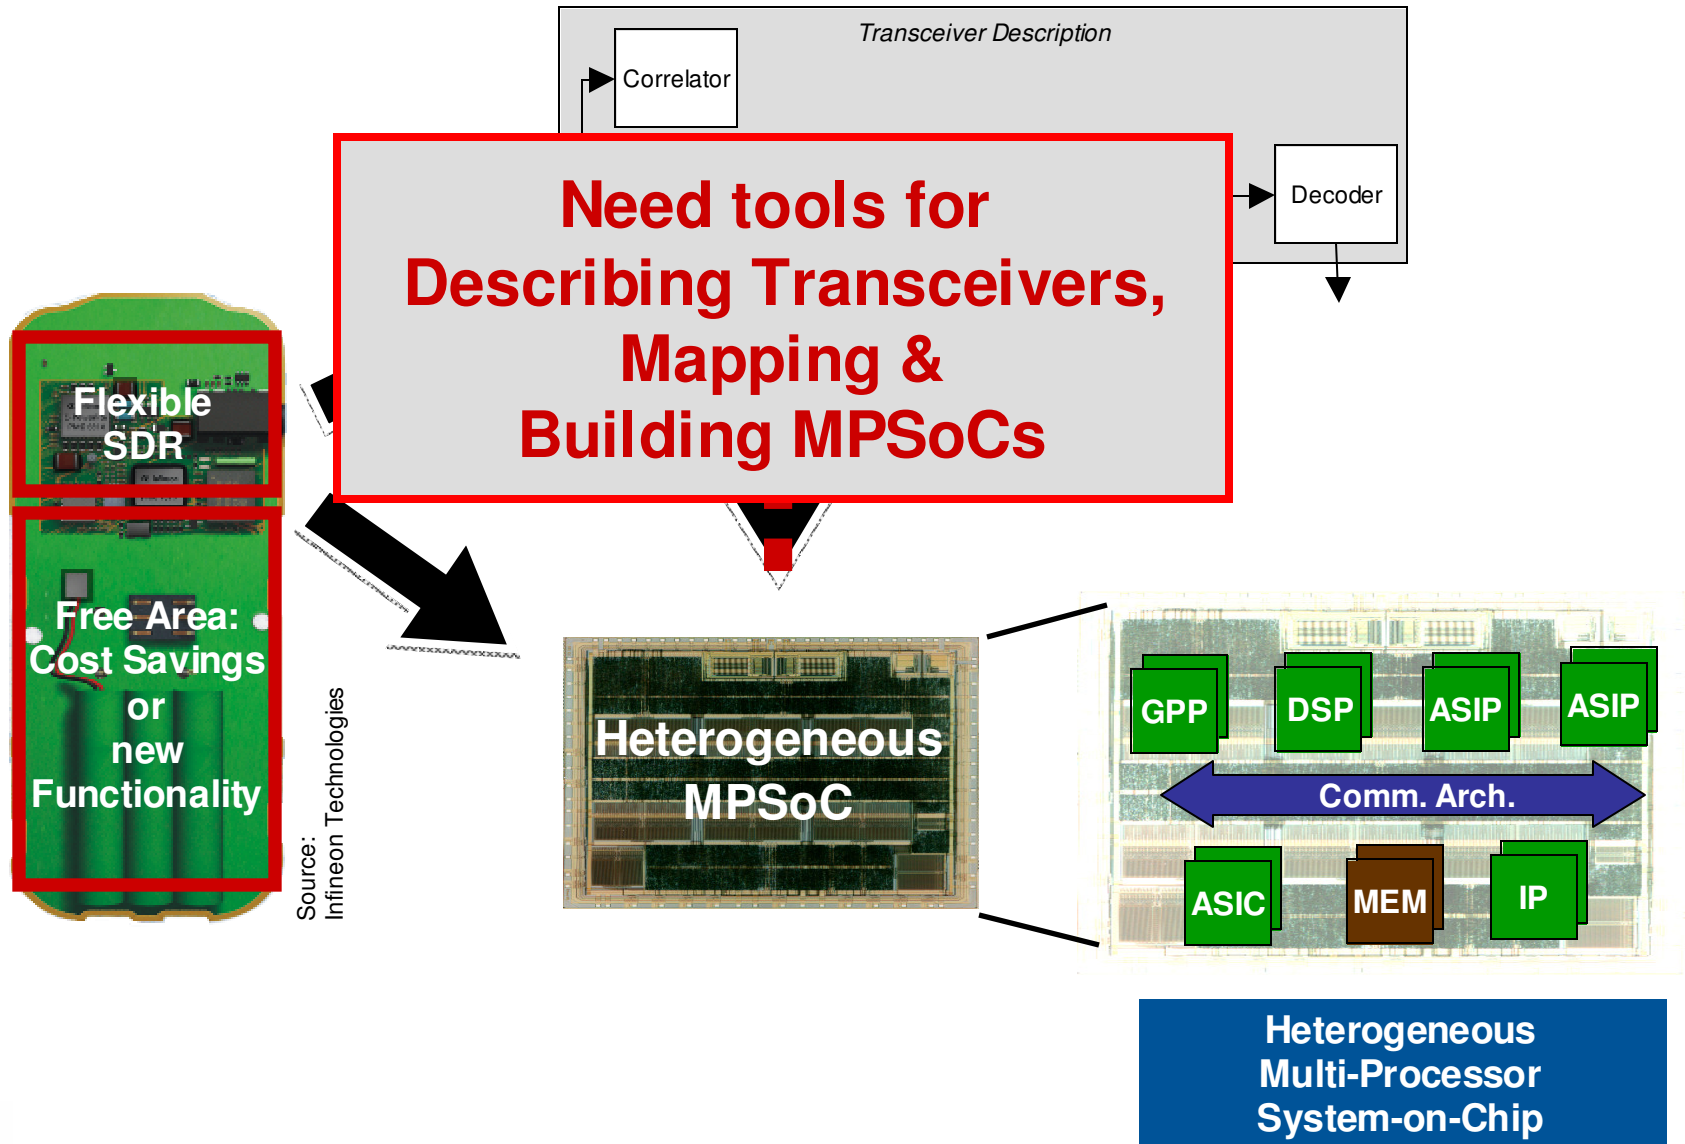 Transceiver Description
Correlator
Decoder
Need tools for
Describing Transceivers,
Mapping &
Building MPSoCs
Flexible
SDR
Free Area:
Cost Savings
or
new
Functionality
Source:
Infineon Technologies
Heterogeneous
MPSoC
GPP
DSP
ASIP
ASIP
Comm. Arch.
ASIC
MEM
IP
Heterogeneous
Multi-Processor
System-on-Chip